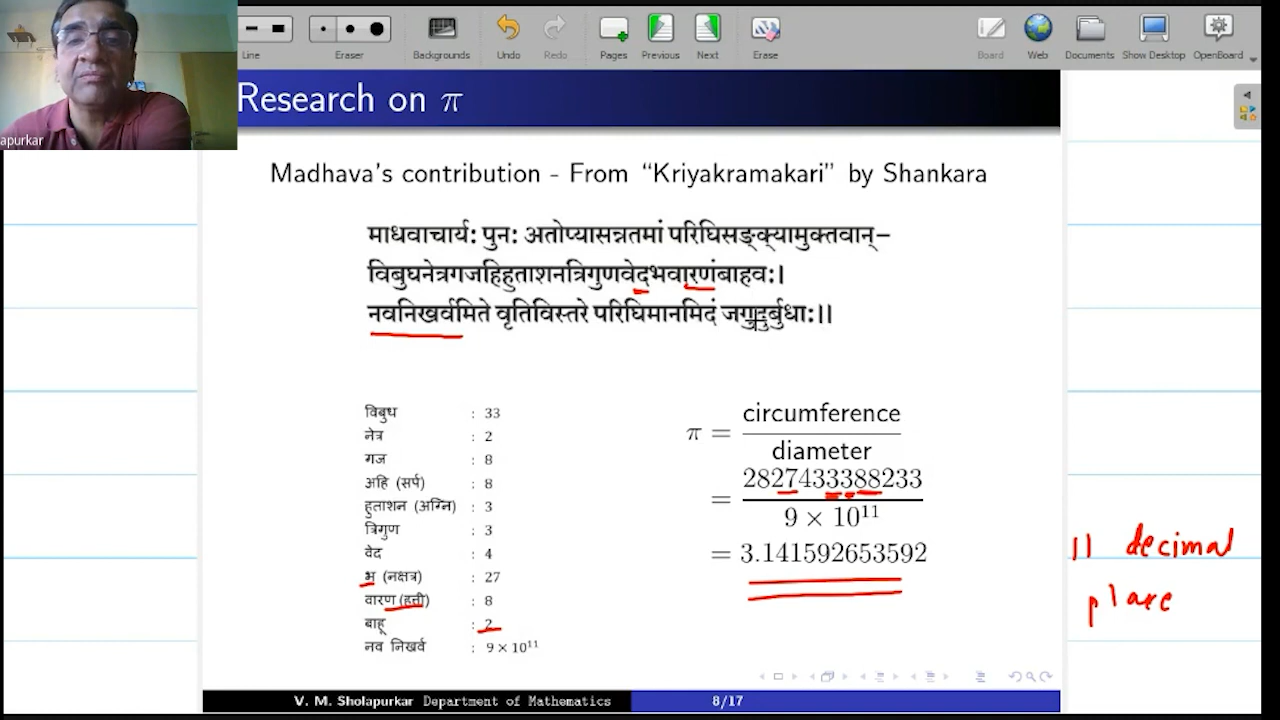 Line
Eraser
Backgrounds
Undo
Redo
Pages
Previous
Next
Erase
Board
Web
Documents
Show Desktop
OpenBoard
apurkar
Research on π
Madhava's contribution - From “Kriyakramakari” by Shankara
माधवाचार्य: पुन: अतोप्यासन्नतमां परिधिसङ्क्यामुक्तवान्–
विबुधनेत्रगजहिहुताशनत्रिगुणवेदभवारणंबाहव:।
नवनिखर्वमिते वृतिविस्तरे परिधिमानमिदं
विबुध : 33
नेत्र : 2
गज : 8
अहि (सर्प) : 8
हुताशन (अग्नि) : 3
त्रिगुण : 3
वेद : 4
भ (नक्षत्र) : 27
वारण (हत्ती) : 8
बाहू : 2
नव निखर्व : 9 × 10¹¹
π = circumference
diameter
= 2827433388233
9 × 10¹¹
= 3.141592653592
11 decimal
place
V. M. Sholapurkar Department of Mathematics 8/17